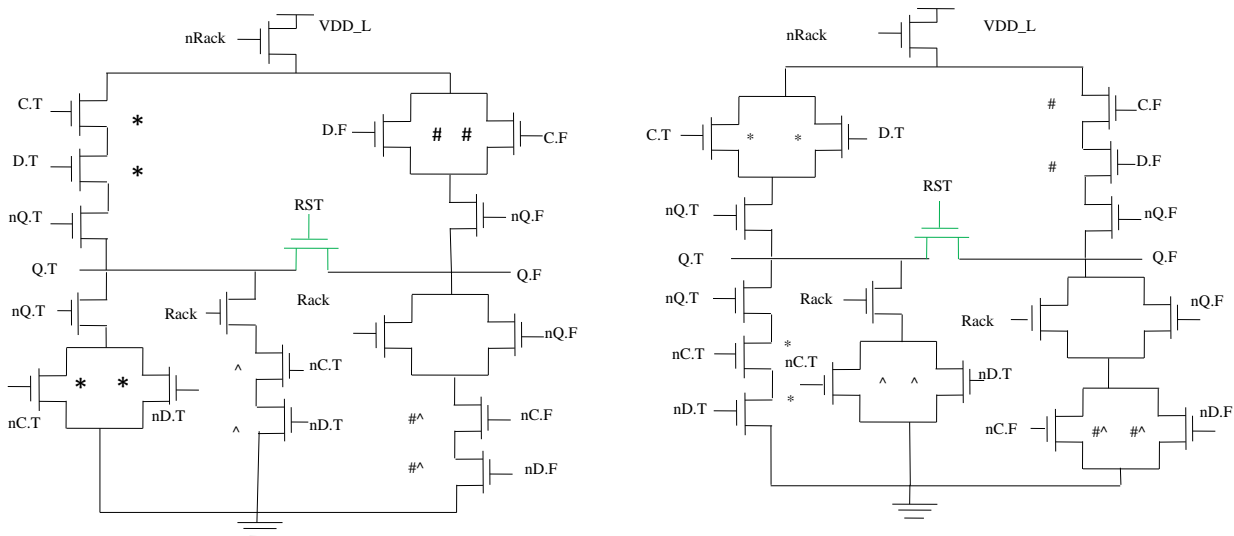 VDD_L
nRack
C.T
*
D.F
# #
C.F
D.T
*
nQ.T
RST
nQ.F
Q.T
Q.F
Rack
nQ.T
Rack
nQ.F
^
nC.T
* *
nC.T
nD.T
^
nD.T
#^
nC.F
#^
nD.F
VDD_L
nRack
#
C.F
C.T
* *
D.T
#
D.F
RST
nQ.T
nQ.F
Q.T
Q.F
nQ.T
Rack
Rack
nQ.F
nC.T
*
nC.T
^ ^
nD.T
nD.T
*
nC.F
#^ #^
nD.F